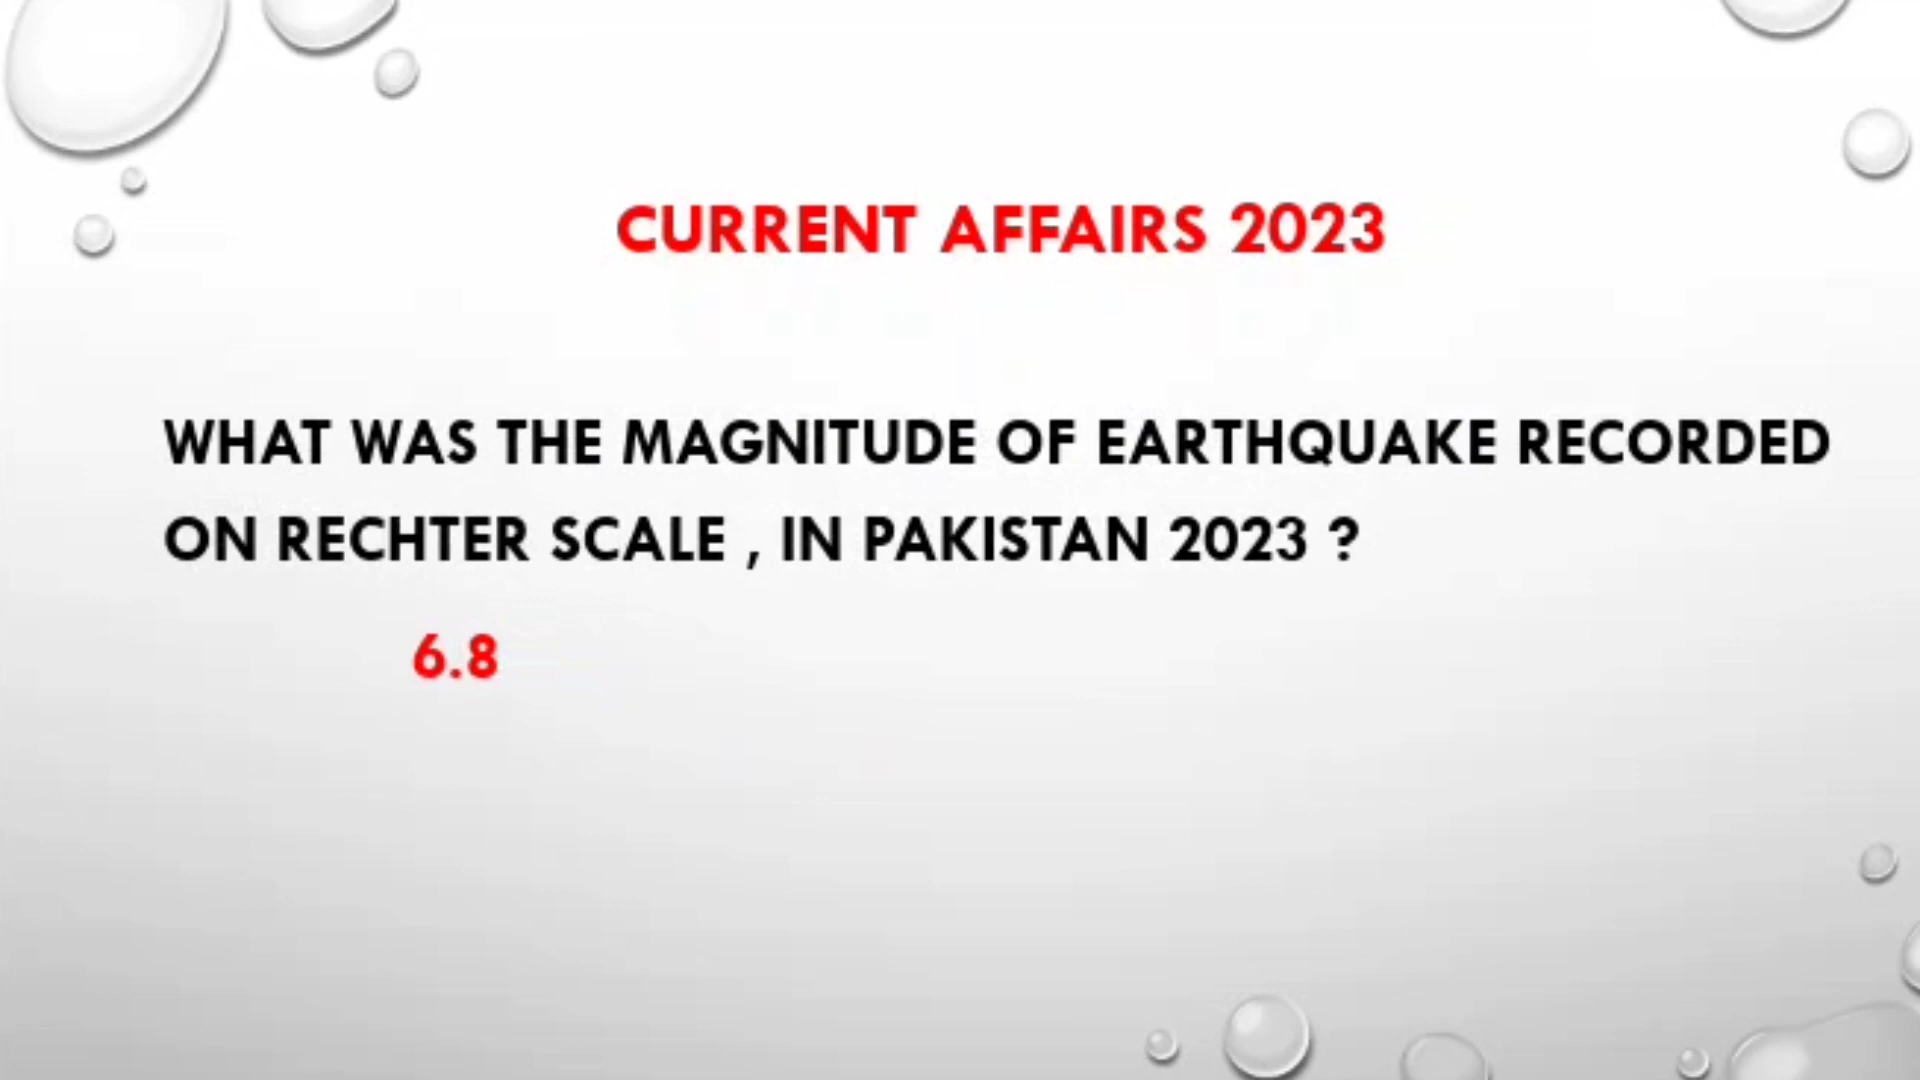 CURRENT AFFAIRS 2023
WHAT WAS THE MAGNITUDE OF EARTHQUAKE RECORDED
ON RECHTER SCALE , IN PAKISTAN 2023 ?
6.8